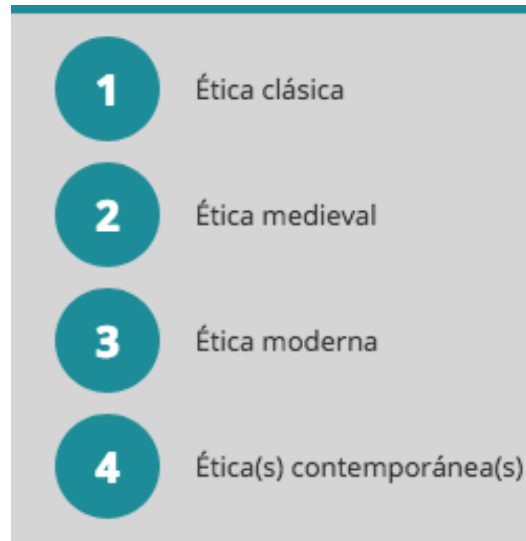 1 Ética clásica
2 Ética medieval
3 Ética moderna
4 Ética(s) contemporánea(s)